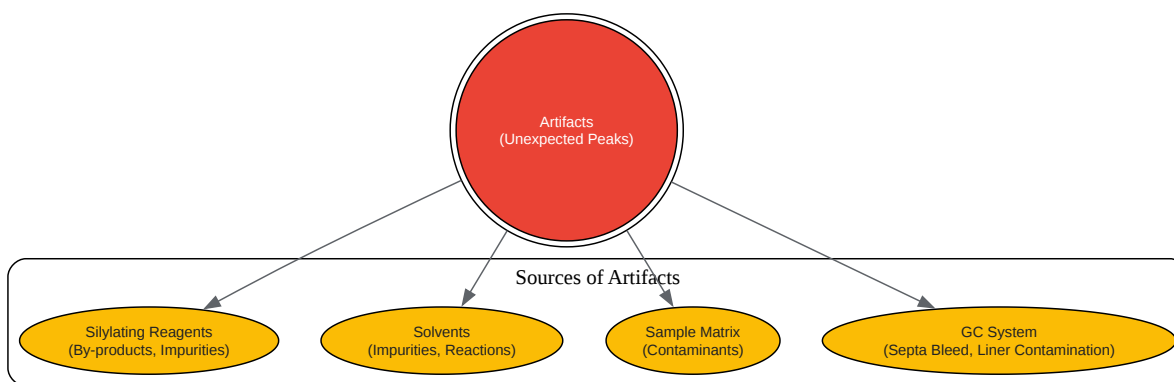 Artifacts
(Unexpected Peaks)
Sources of Artifacts
Silylating Reagents
(By-products, Impurities)
Solvents
(Impurities, Reactions)
Sample Matrix
(Contaminants)
GC System
(Septa Bleed, Liner Contamination)